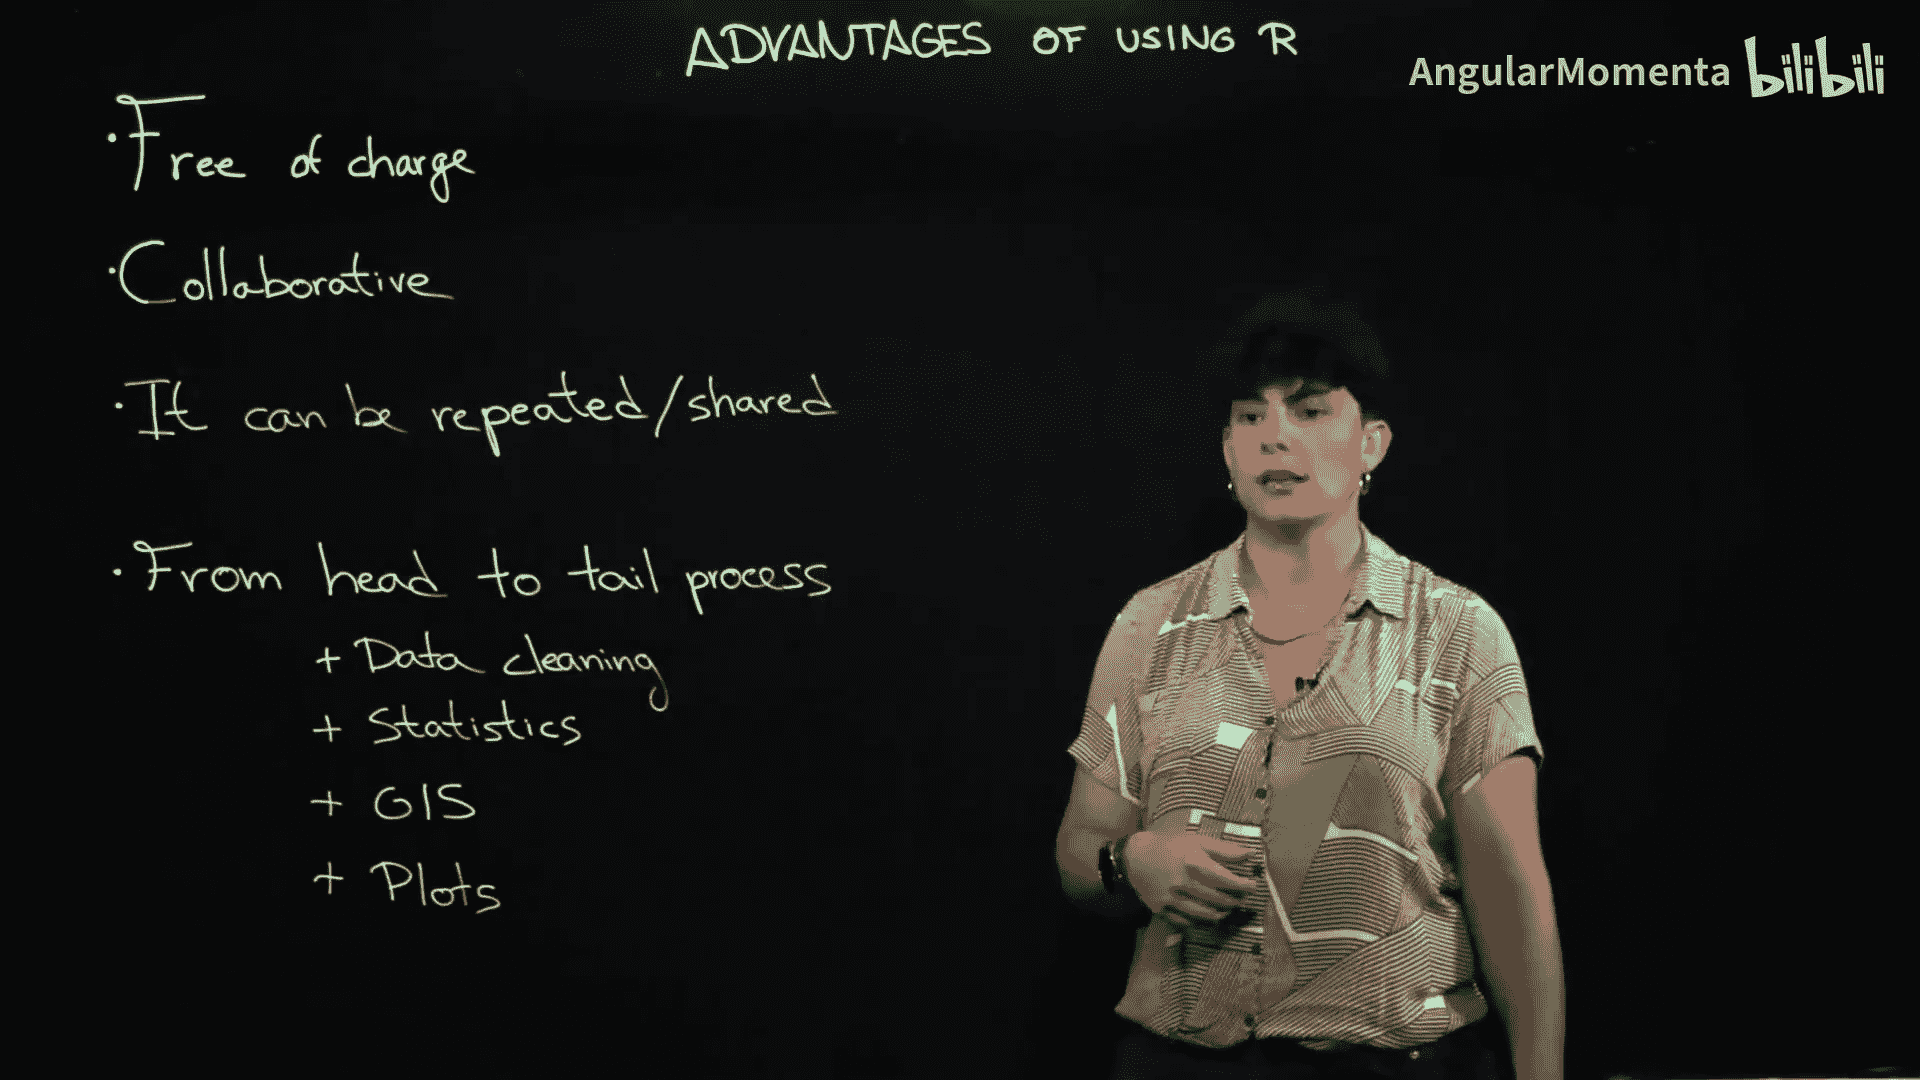 ADVANTAGES OF USING R
AngularMomenta bilibili
· Free of charge
· Collaborative
· It can be repeated/shared
· From head to tail process
+ Data cleaning
+ Statistics
+ GIS
+ Plots